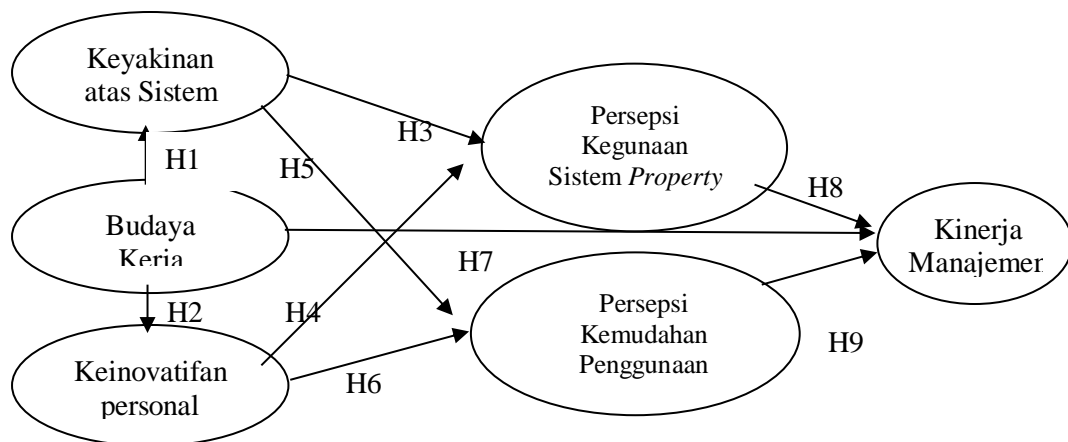 Keyakinan
atas Sistem
H1
Budaya
Kerja
H2
Keinovatifan
personal
H3
H5
H4
H6
H7
Persepsi
Kegunaan
Sistem Property
Persepsi
Kemudahan
Penggunaan
H8
H9
Kinerja
Manajemen